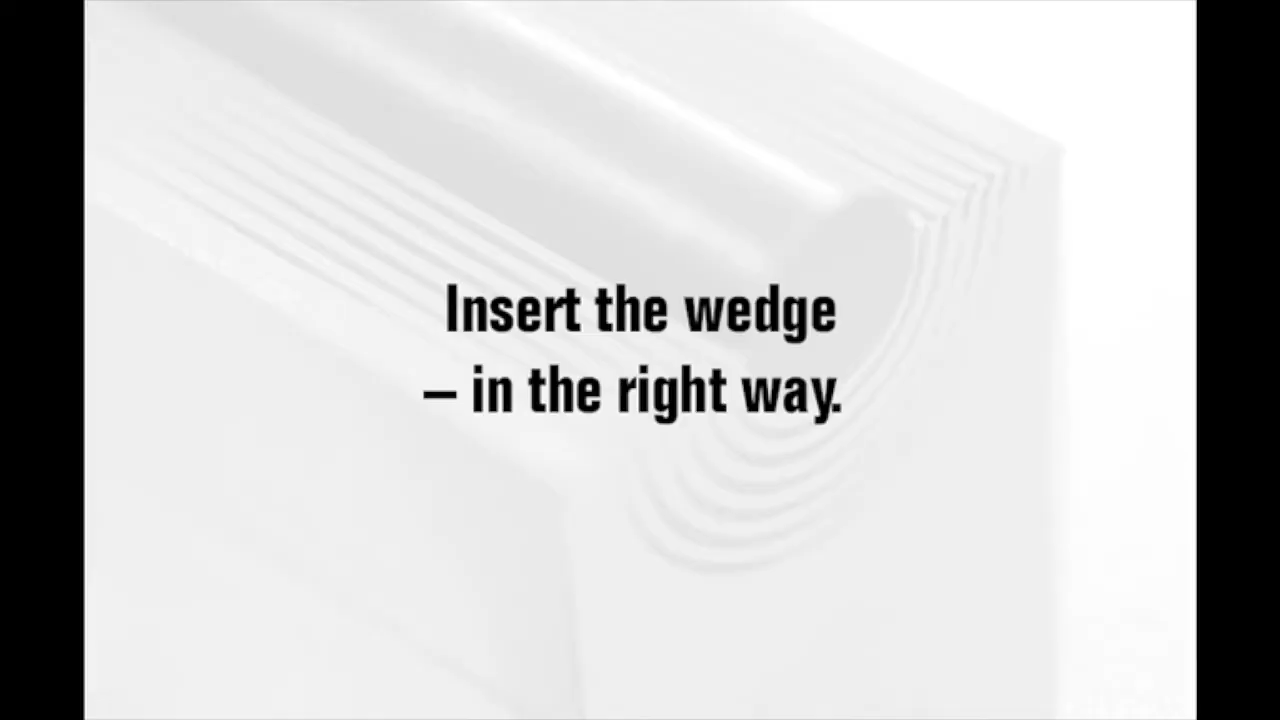 Insert the wedge
– in the right way.